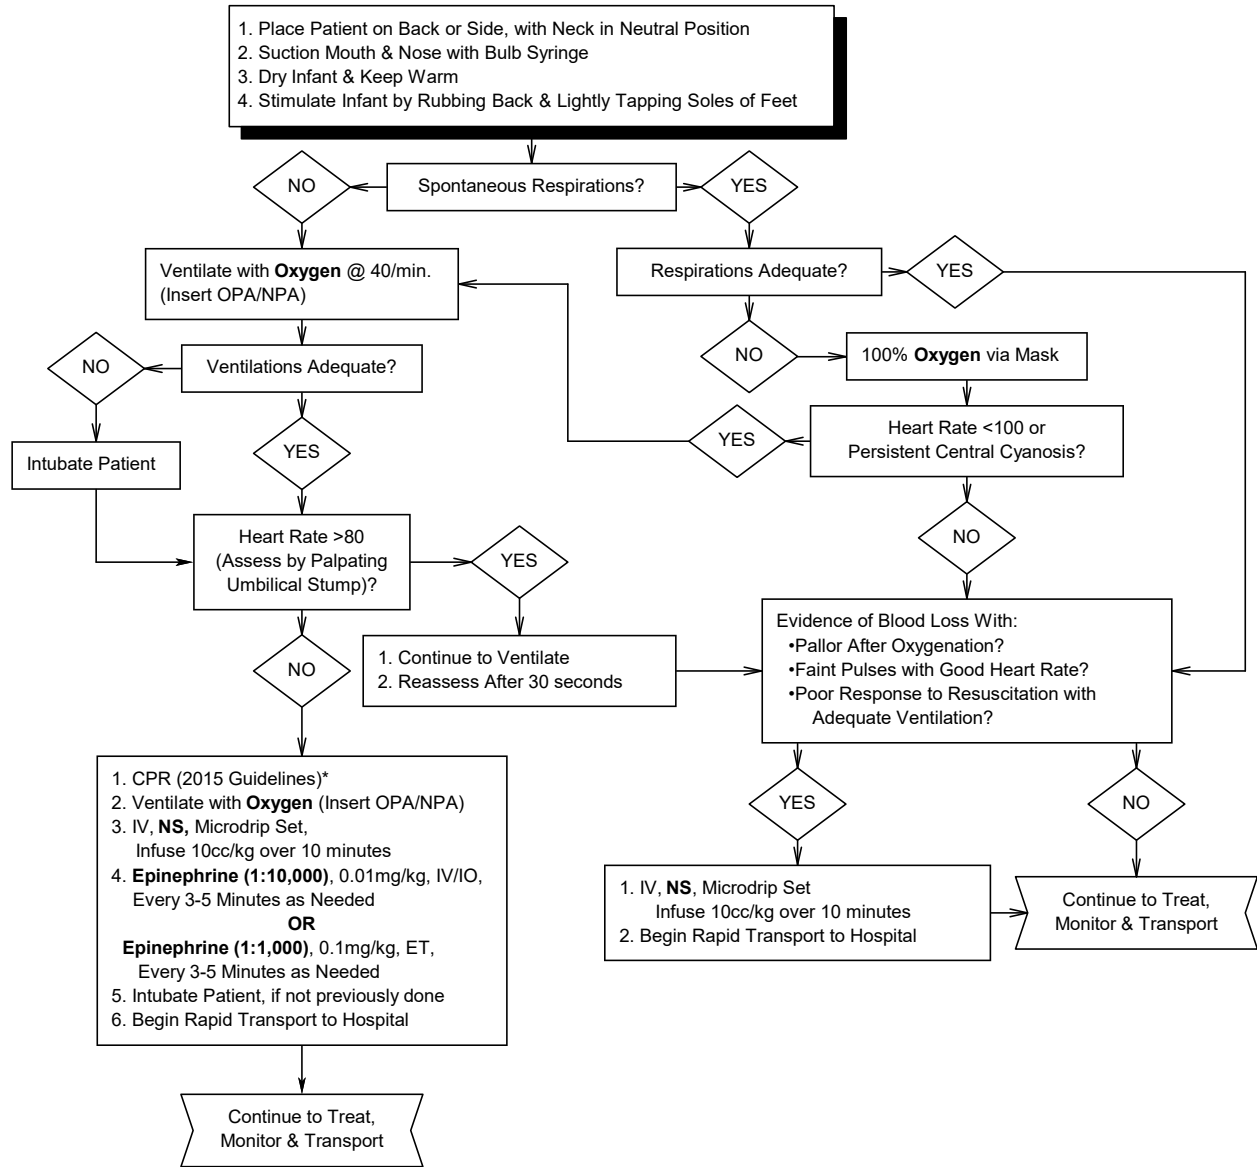 1. Place Patient on Back or Side, with Neck in Neutral Position
2. Suction Mouth & Nose with Bulb Syringe
3. Dry Infant & Keep Warm
4. Stimulate Infant by Rubbing Back & Lightly Tapping Soles of Feet
NO
Spontaneous Respirations?
YES
Ventilate with Oxygen @ 40/min.
(Insert OPA/NPA)
Respirations Adequate?
YES
NO
Ventilations Adequate?
NO
100% Oxygen via Mask
YES
Intubate Patient
YES
Heart Rate <100 or
Persistent Central Cyanosis?
NO
Heart Rate >80
(Assess by Palpating
Umbilical Stump)?
YES
NO
1. Continue to Ventilate
2. Reassess After 30 seconds
Evidence of Blood Loss With:
•Pallor After Oxygenation?
•Faint Pulses with Good Heart Rate?
•Poor Response to Resuscitation with
Adequate Ventilation?
1. CPR (2015 Guidelines)*
2. Ventilate with Oxygen (Insert OPA/NPA)
3. IV, NS, Microdrip Set,
Infuse 10cc/kg over 10 minutes
4. Epinephrine (1:10,000), 0.01mg/kg, IV/IO,
Every 3-5 Minutes as Needed
OR
Epinephrine (1:1,000), 0.1mg/kg, ET,
Every 3-5 Minutes as Needed
5. Intubate Patient, if not previously done
6. Begin Rapid Transport to Hospital
YES
NO
1. IV, NS, Microdrip Set
Infuse 10cc/kg over 10 minutes
2. Begin Rapid Transport to Hospital
Continue to Treat,
Monitor & Transport
Continue to Treat,
Monitor & Transport